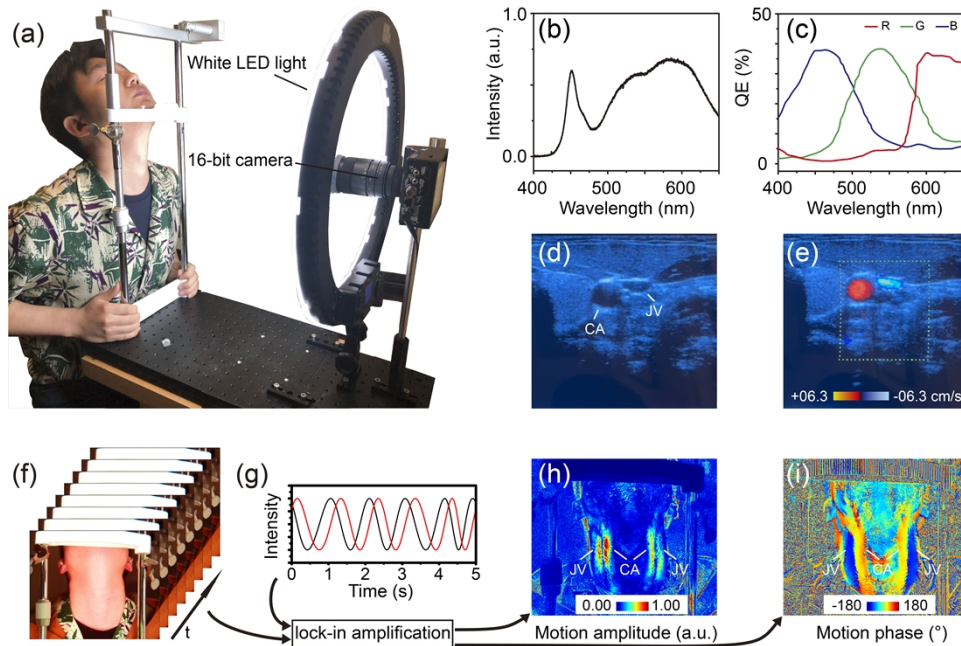 (a)
White LED light
16-bit camera
(b)
Intensity (a.u.)
1.0
0.0
400 500 600
Wavelength (nm)
(c)
R G B
QE (%)
50
0
400 500 600
Wavelength (nm)
(d)
CA
JV
(e)
+06.3 -06.3 cm/s
(f)
t
(g)
Intensity
0 1 2 3 4 5
Time (s)
lock-in amplification
(h)
JV CA JV
0.00 1.00
Motion amplitude (a.u.)
(i)
JV CA JV
-180 180
Motion phase (°)